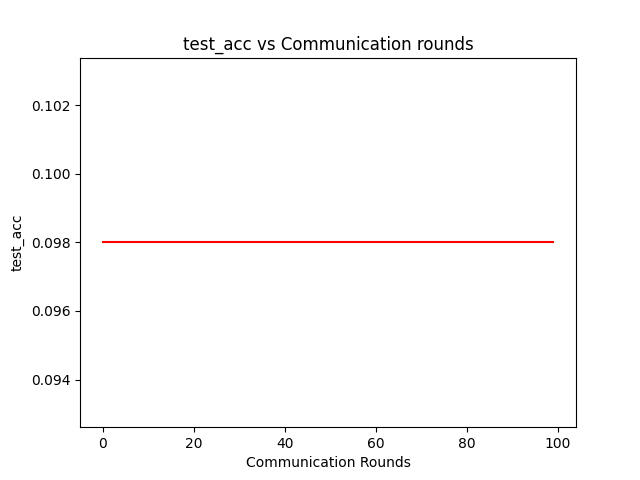 test_acc vs Communication rounds
0.102
0.100
0.098
0.096
0.094
test_acc
0 20 40 60 80 100
Communication Rounds